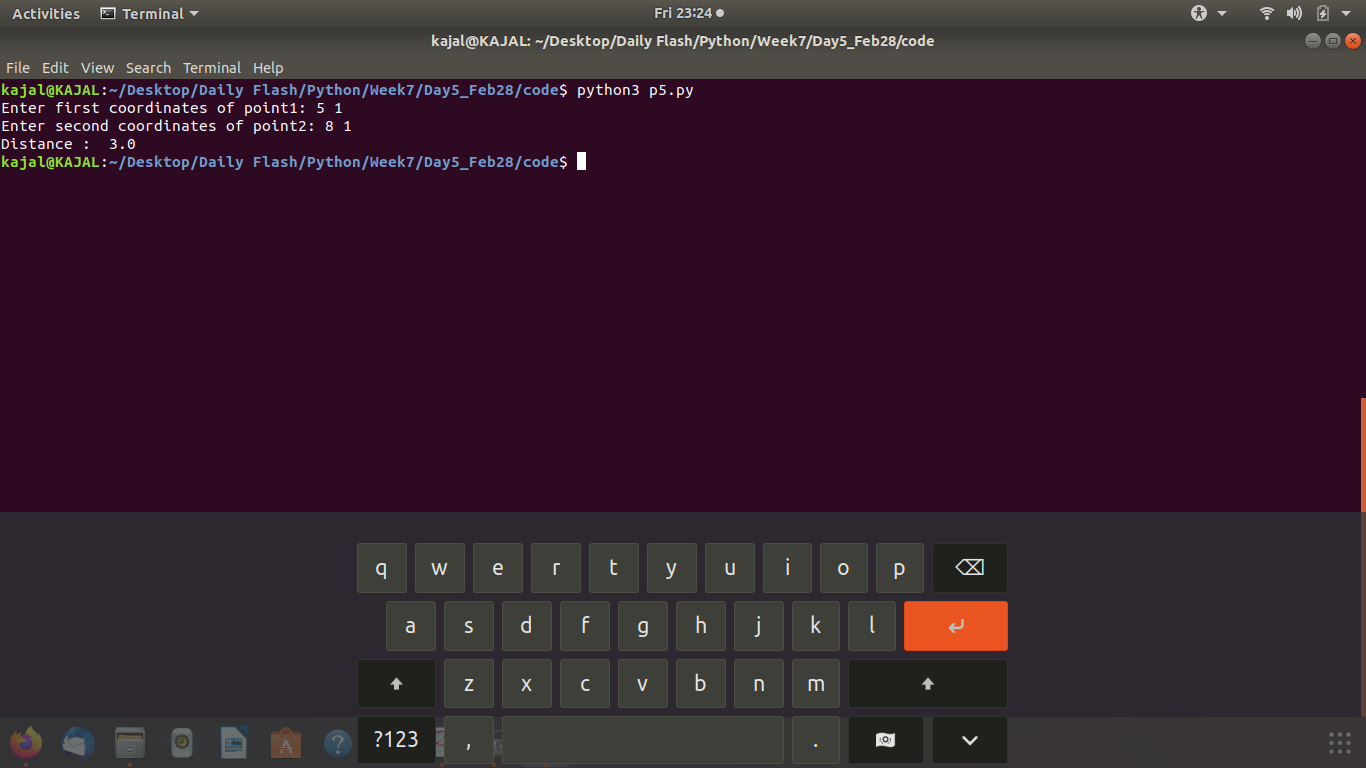 Activities Terminal Fri 23:24
kajal@KAJAL: ~/Desktop/Daily Flash/Python/Week7/Day5_Feb28/code
File Edit View Search Terminal Help
kajal@KAJAL:~/Desktop/Daily Flash/Python/Week7/Day5_Feb28/code$ python3 p5.py
Enter first coordinates of point1: 5 1
Enter second coordinates of point2: 8 1
Distance :  3.0
kajal@KAJAL:~/Desktop/Daily Flash/Python/Week7/Day5_Feb28/code$
q w e r t y u i o p
a s d f g h j k l
z x c v b n m
?123 , .